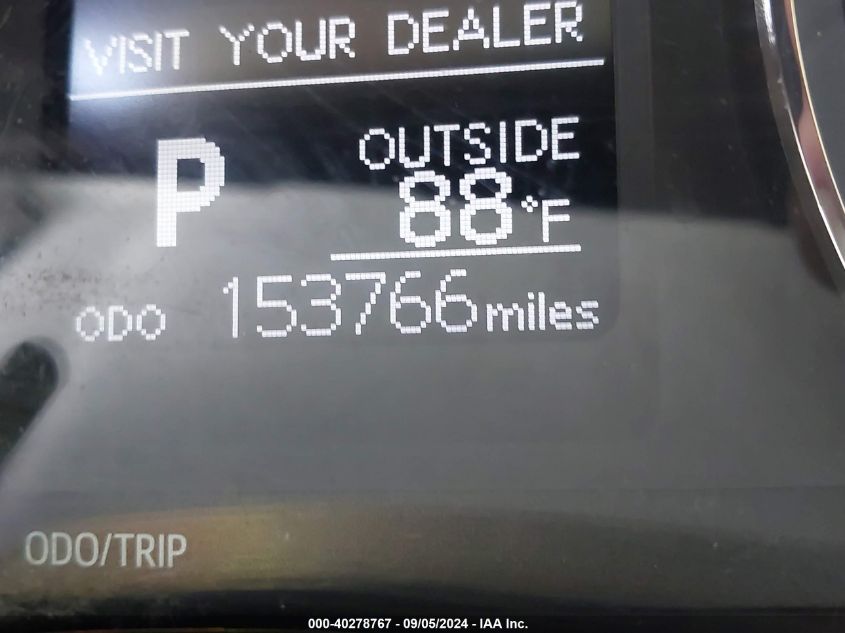 VISIT YOUR DEALER
OUTSIDE
P 88°F
ODO 153766 miles
ODO/TRIP
000-40278767 - 09/05/2024 - IAA Inc.